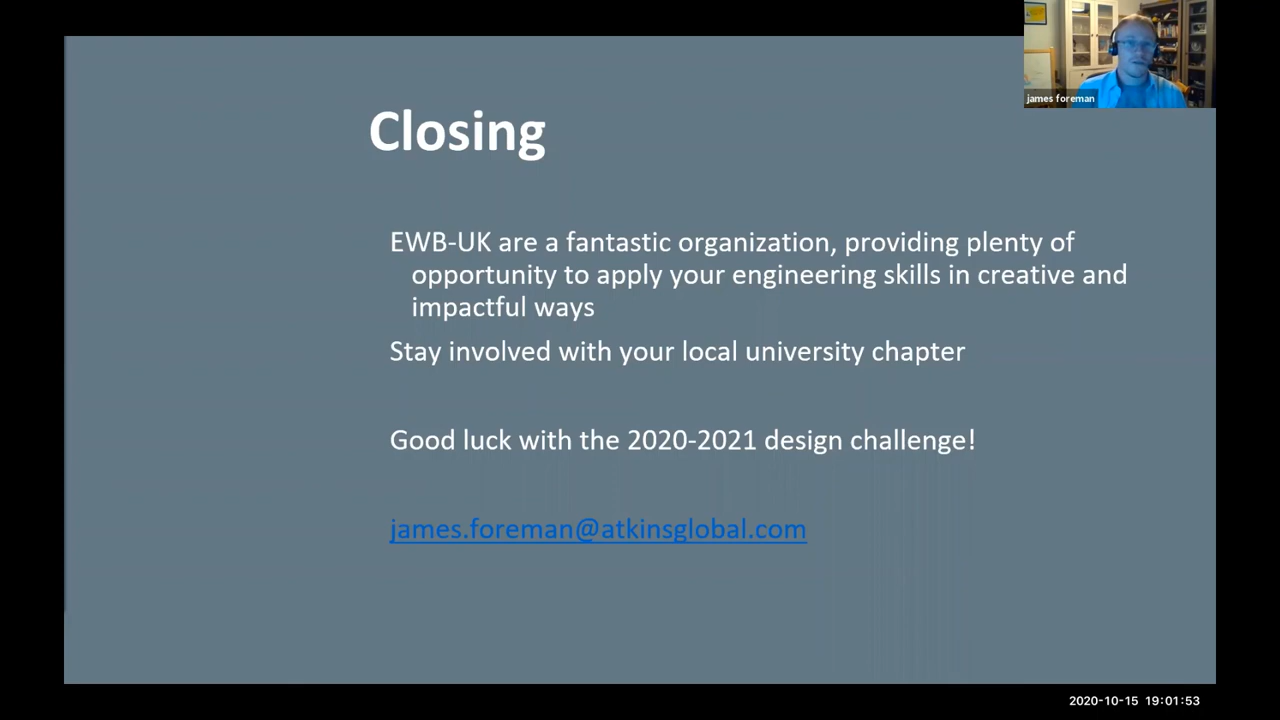 james foreman
Closing
EWB-UK are a fantastic organization, providing plenty of
opportunity to apply your engineering skills in creative and
impactful ways
Stay involved with your local university chapter
Good luck with the 2020-2021 design challenge!
james.foreman@atkinsglobal.com
2020-10-15 19:01:53